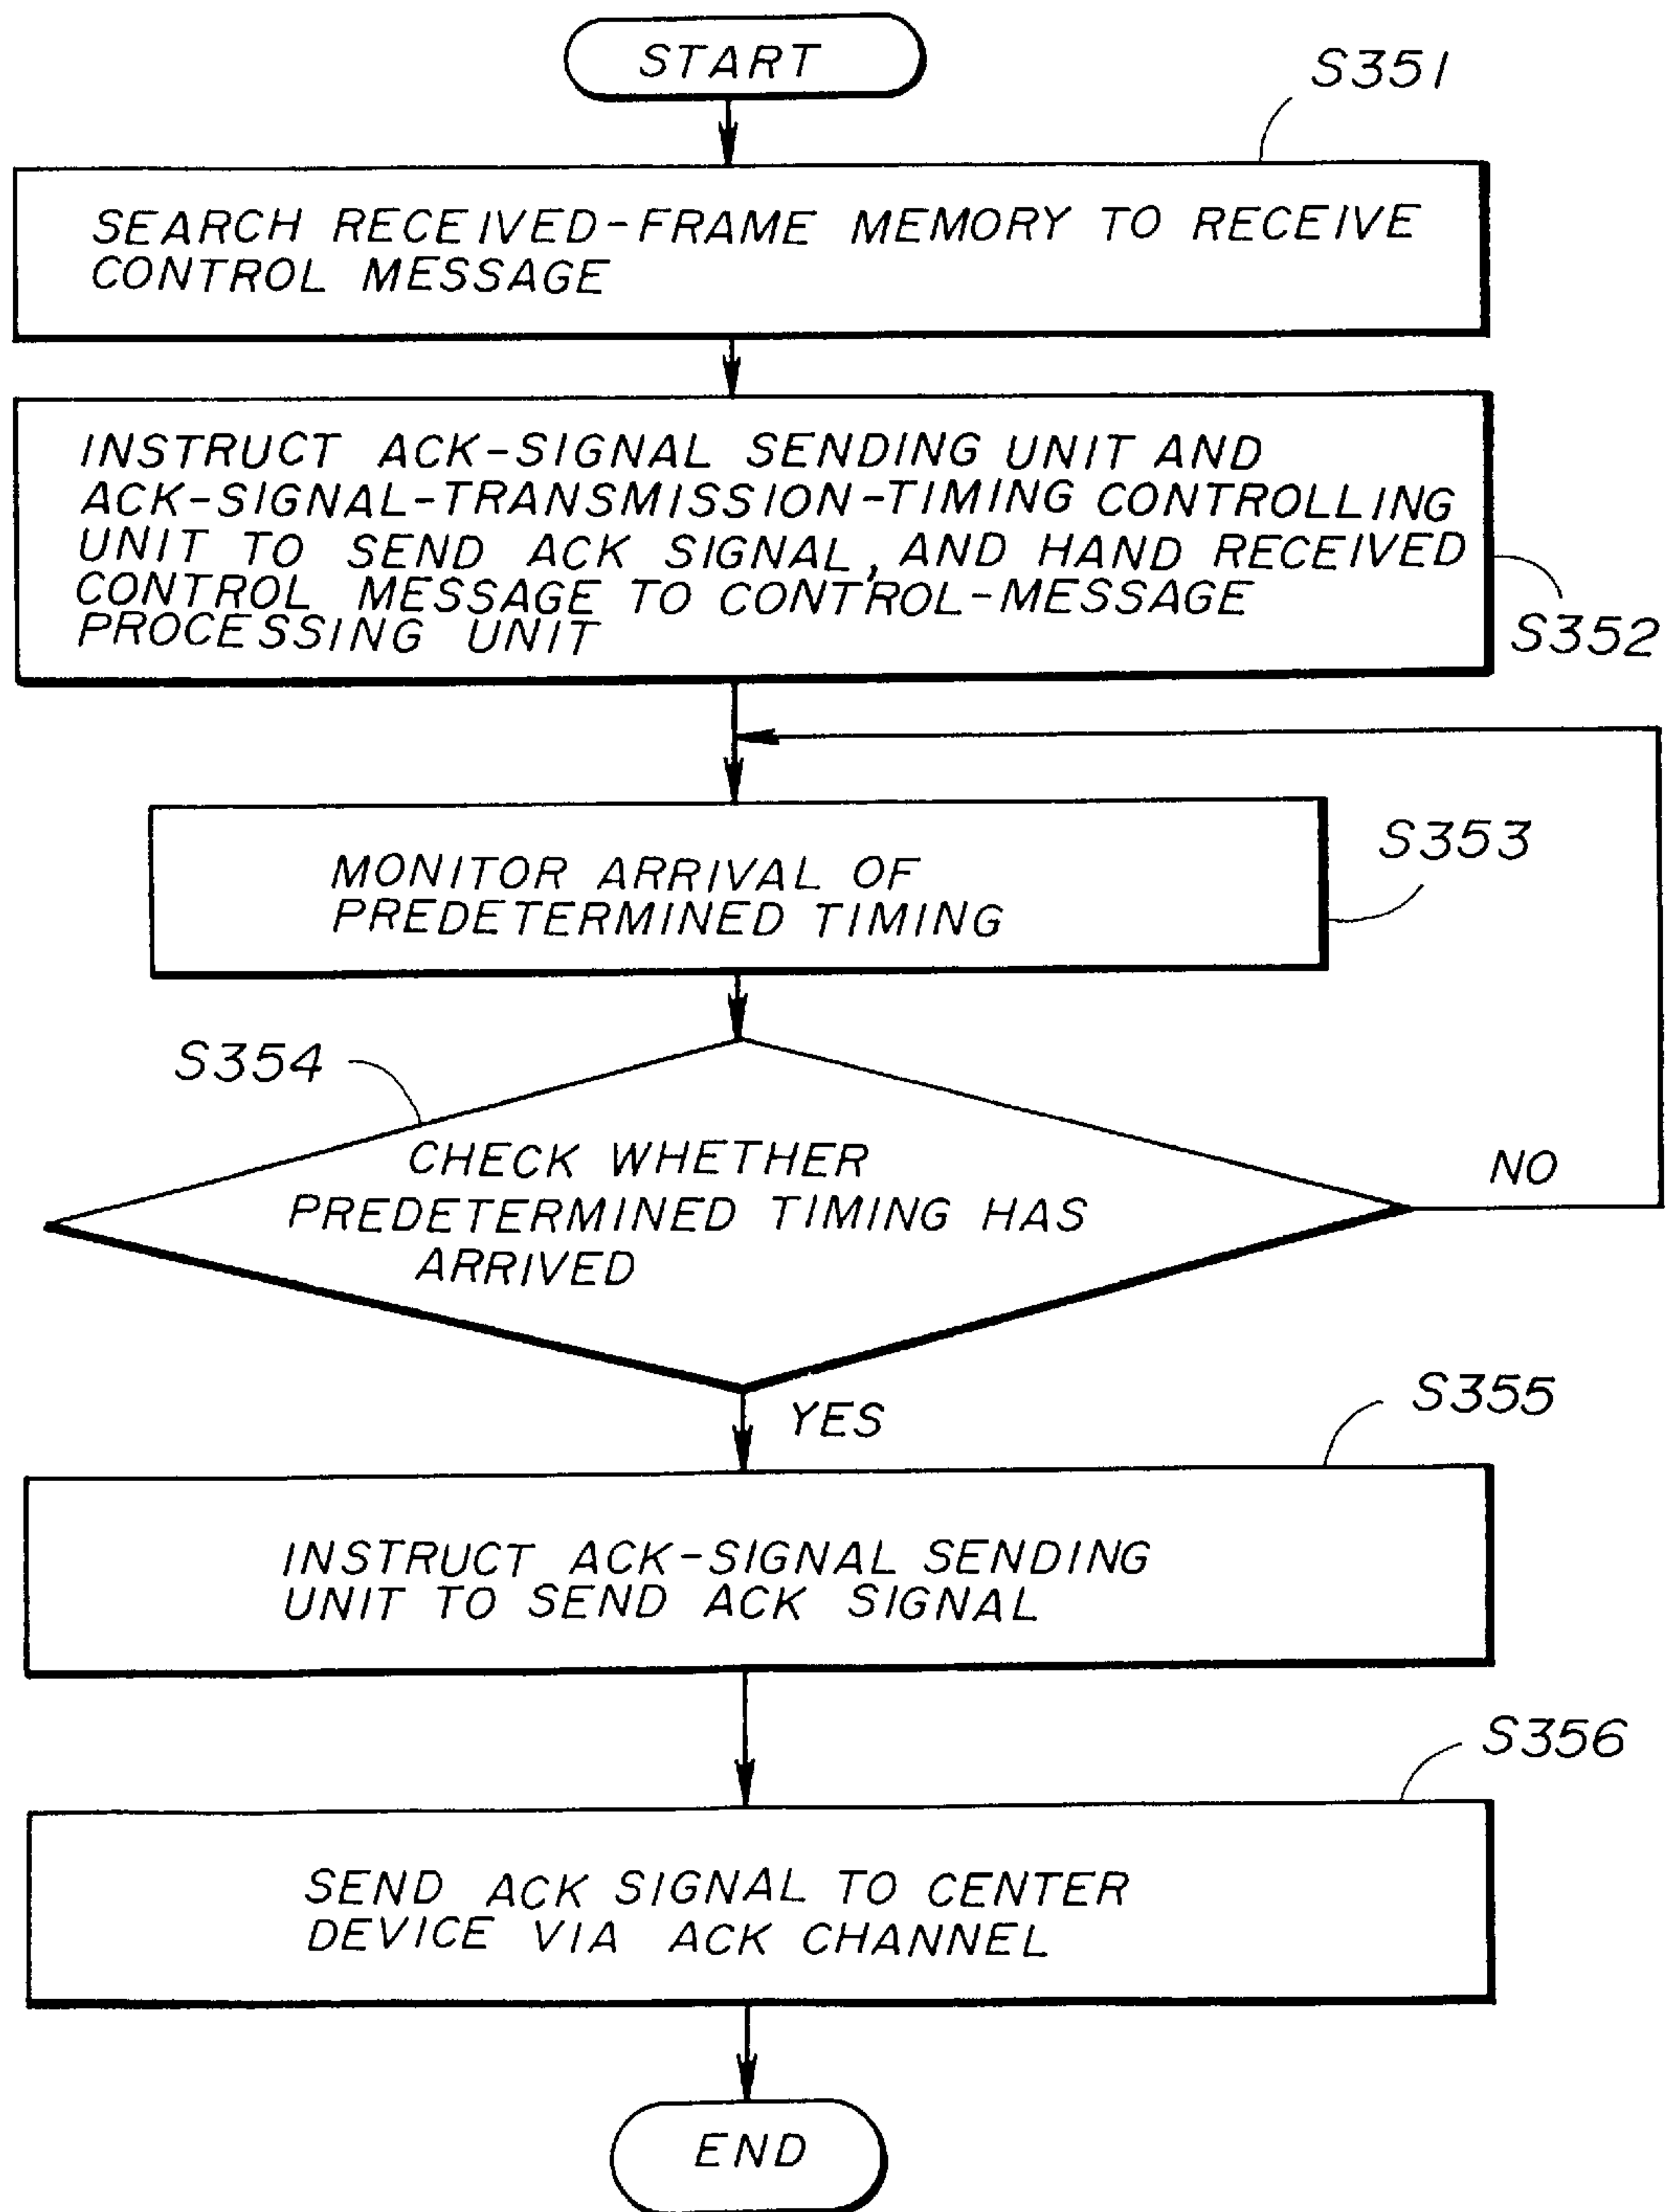 START
S351
SEARCH RECEIVED-FRAME MEMORY TO RECEIVE
CONTROL MESSAGE
INSTRUCT ACK-SIGNAL SENDING UNIT AND
ACK-SIGNAL-TRANSMISSION-TIMING CONTROLLING
UNIT TO SEND ACK SIGNAL, AND HAND RECEIVED
CONTROL MESSAGE TO CONTROL-MESSAGE
PROCESSING UNIT
S352
S353
MONITOR ARRIVAL OF
PREDETERMINED TIMING
S354
CHECK WHETHER
PREDETERMINED TIMING HAS
ARRIVED
NO
YES
S355
INSTRUCT ACK-SIGNAL SENDING
UNIT TO SEND ACK SIGNAL
S356
SEND ACK SIGNAL TO CENTER
DEVICE VIA ACK CHANNEL
END